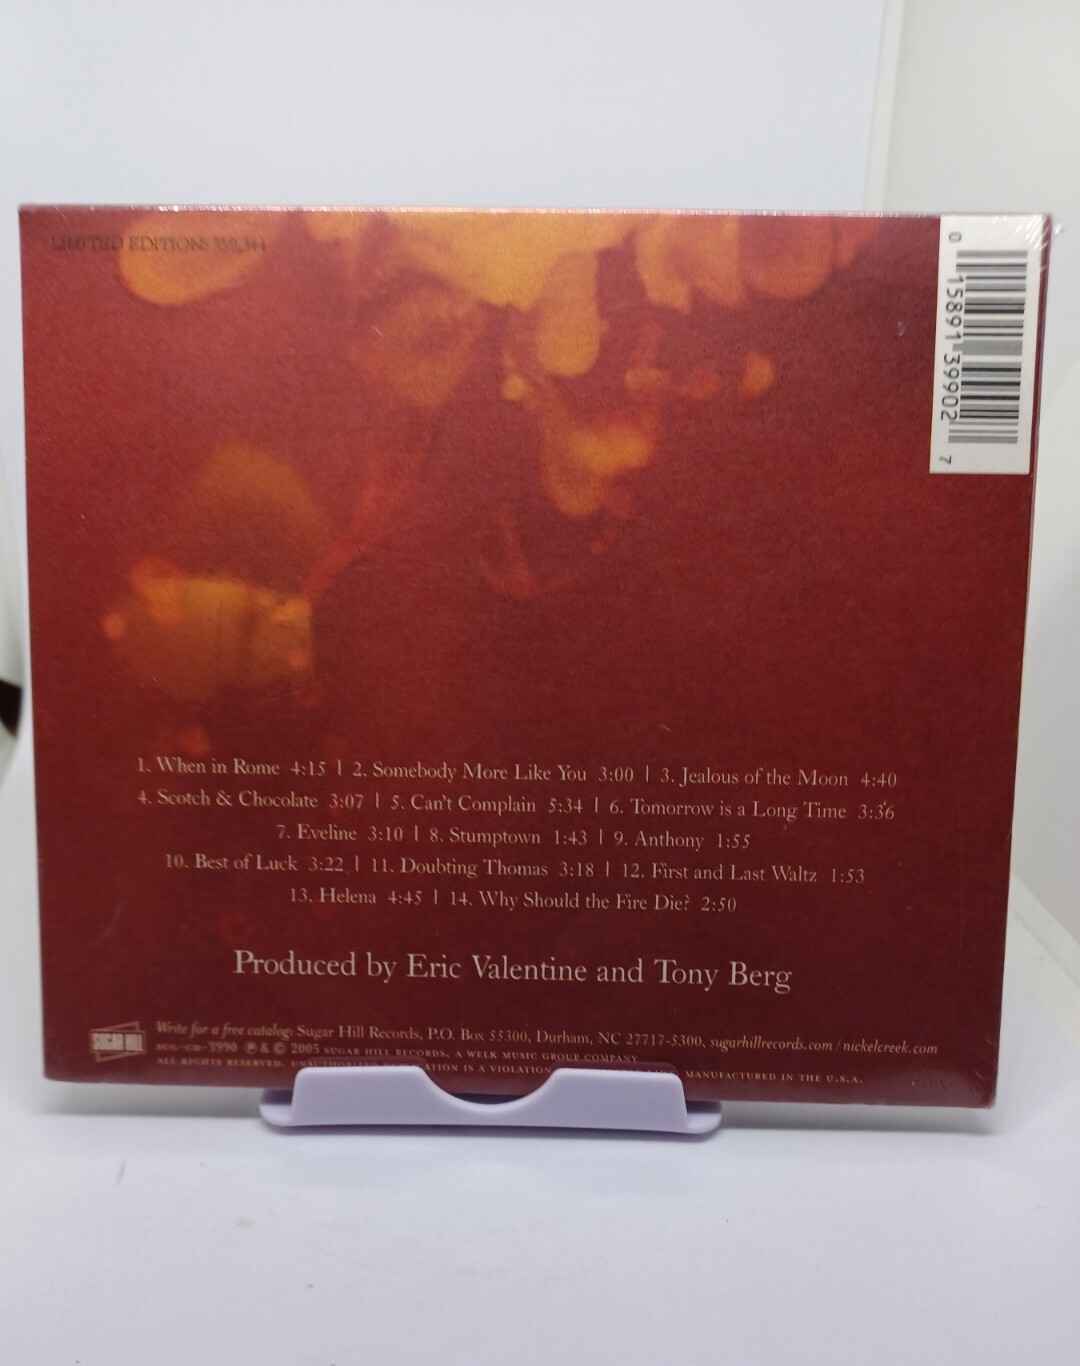 LIMITED EDITION: 350,344
0 15891 39902 7
1. When in Rome 4:15 | 2. Somebody More Like You 3:00 | 3. Jealous of the Moon 4:40
4. Scotch & Chocolate 3:07 | 5. Can't Complain 5:34 | 6. Tomorrow is a Long Time 3:36
7. Eveline 3:10 | 8. Stumptown 1:43 | 9. Anthony 1:55
10. Best of Luck 3:22 | 11. Doubting Thomas 3:18 | 12. First and Last Waltz 1:53
13. Helena 4:45 | 14. Why Should the Fire Die? 2:50
Produced by Eric Valentine and Tony Berg
SUGAR HILL
Write for a free catalog: Sugar Hill Records, P.O. Box 55300, Durham, NC 27717-5300, sugarhillrecords.com / nickelcreek.com
SUG-CD-3990 ℗ & © 2005 SUGAR HILL RECORDS, A WELK MUSIC GROUP COMPANY
ALL RIGHTS RESERVED. UNAUTHORIZED IS A VIOLATION MANUFACTURED IN THE U.S.A.